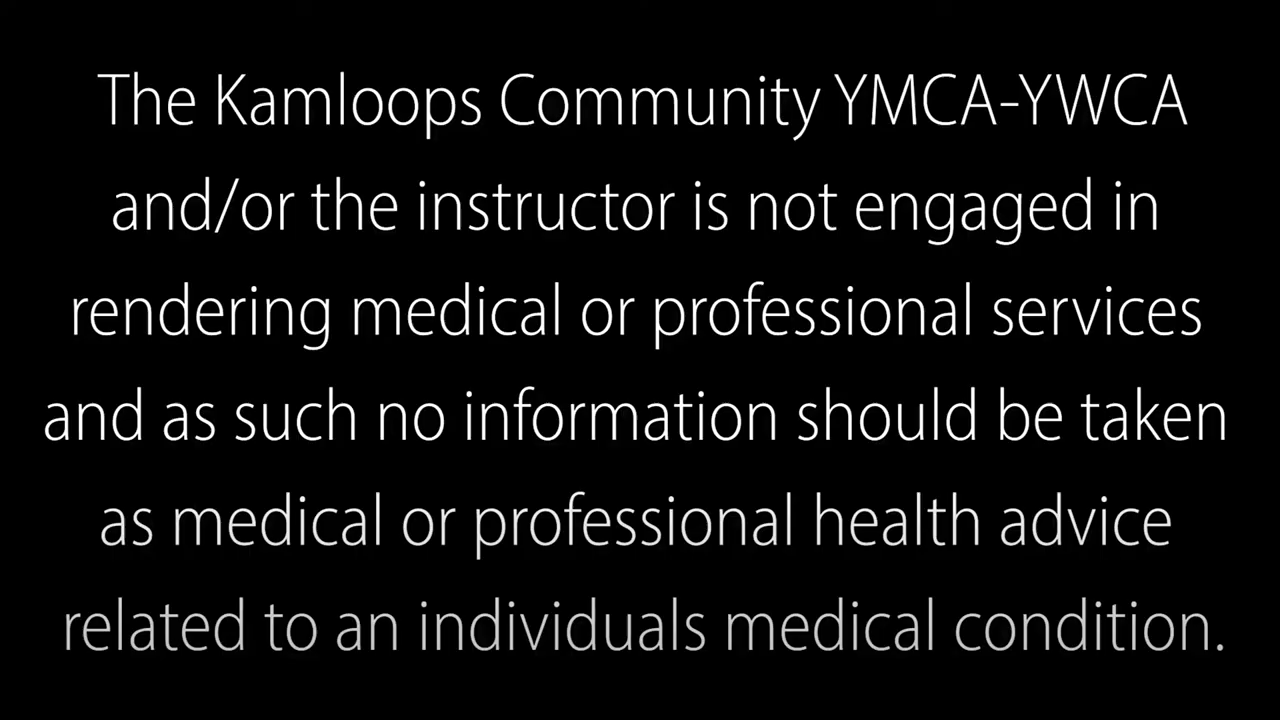 The Kamloops Community YMCA-YWCA
and/or the instructor is not engaged in
rendering medical or professional services
and as such no information should be taken
as medical or professional health advice
related to an individuals medical condition.